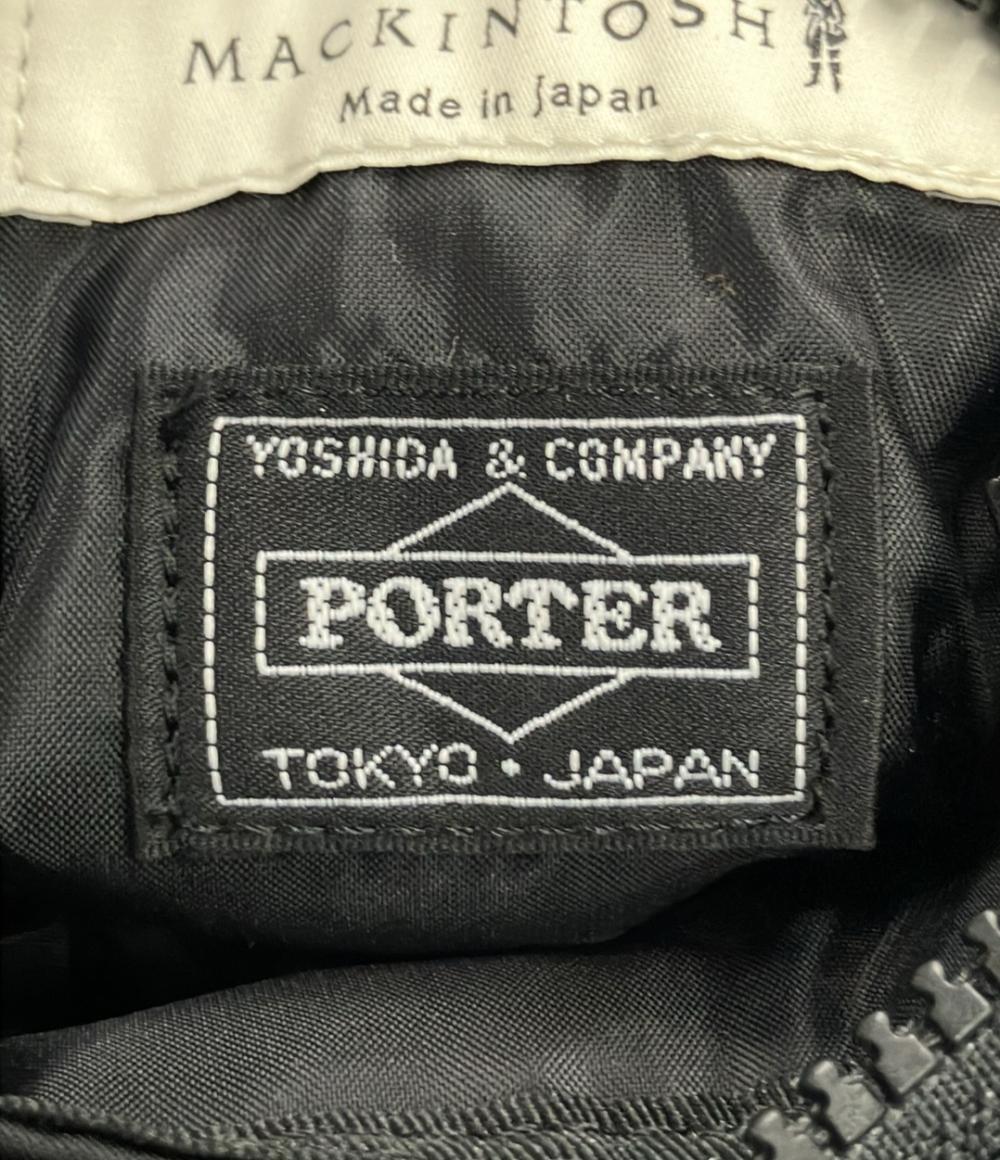 MACKINTOSH
Made in Japan
YOSHIDA & COMPANY
PORTER
TOKYO • JAPAN